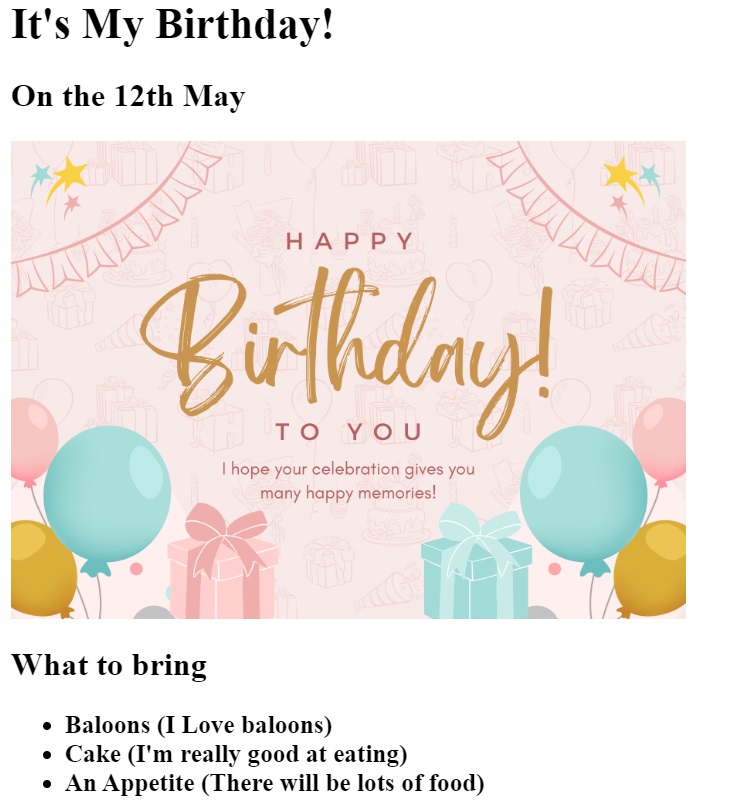 It's My Birthday!
On the 12th May
HAPPY
Birthday!
TO YOU
I hope your celebration gives you
many happy memories!
What to bring
• Baloons (I Love baloons)
• Cake (I'm really good at eating)
• An Appetite (There will be lots of food)